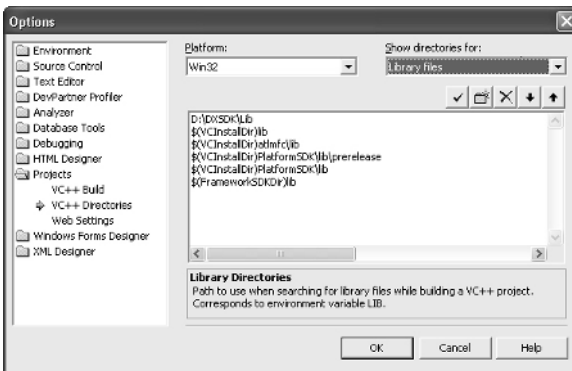 Options
Environment
Source Control
Text Editor
DevPartner Profiler
Analyzer
Database Tools
Debugging
HTML Designer
Projects
VC++ Build
VC++ Directories
Web Settings
Windows Forms Designer
XML Designer
Platform:
Win32
Show directories for:
Library files
D:\DXSDK\Lib
$(VCInstallDir)lib
$(VCInstallDir)atlmfc\lib
$(VCInstallDir)PlatformSDK\lib\prerelease
$(VCInstallDir)PlatformSDK\lib
$(FrameworkSDKDir)lib
Library Directories
Path to use when searching for library files while building a VC++ project.
Corresponds to environment variable LIB.
OK
Cancel
Help